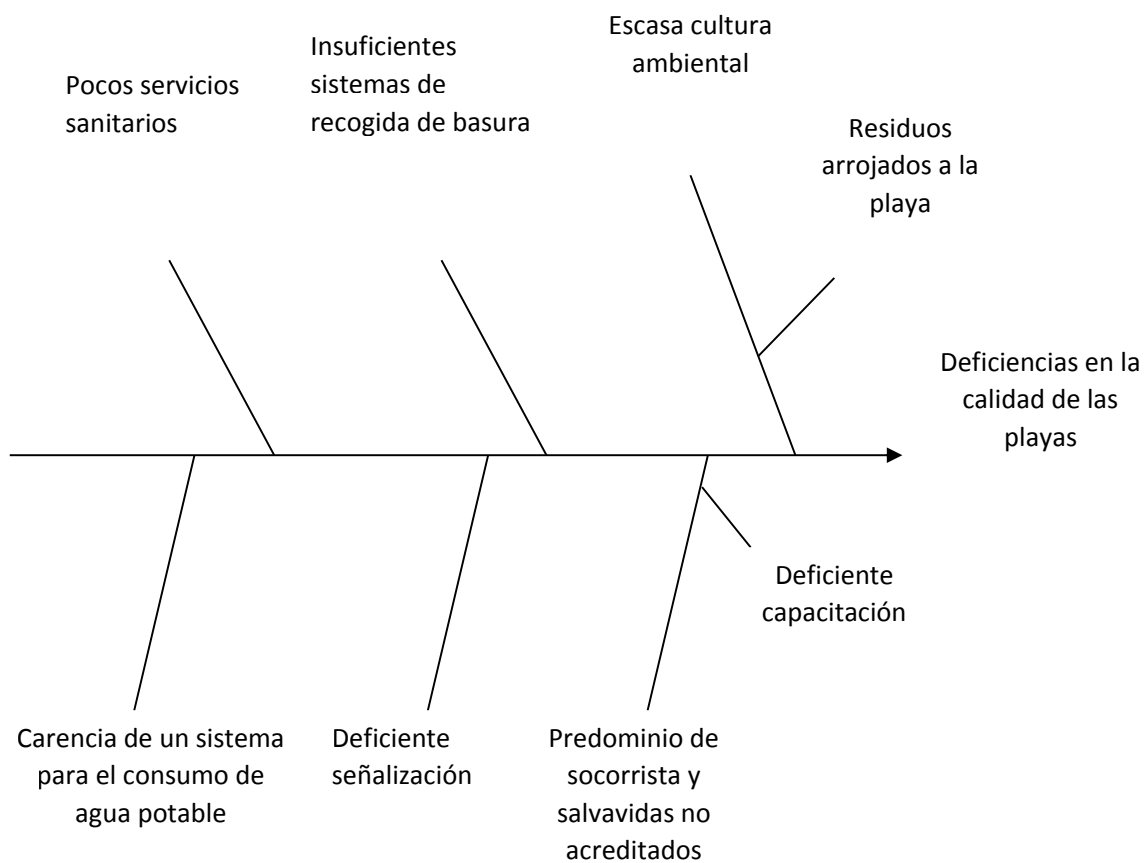 Escasa cultura
ambiental
Insuficientes
sistemas de
recogida de basura
Pocos servicios
sanitarios
Residuos
arrojados a la
playa
Deficiencias en la
calidad de las
playas
Deficiente
capacitación
Carencia de un sistema
para el consumo de
agua potable
Deficiente
señalización
Predominio de
socorrista y
salvavidas no
acreditados